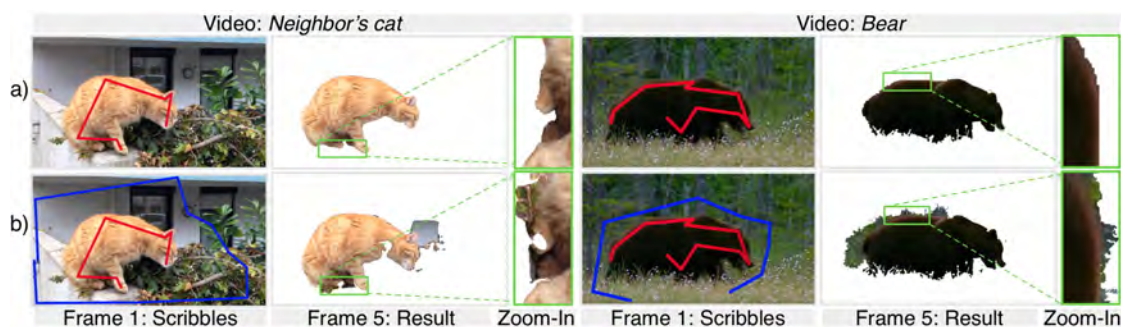 Video: Neighbor's cat
Video: Bear
a)
b)
Frame 1: Scribbles
Frame 5: Result
Zoom-In
Frame 1: Scribbles
Frame 5: Result
Zoom-In